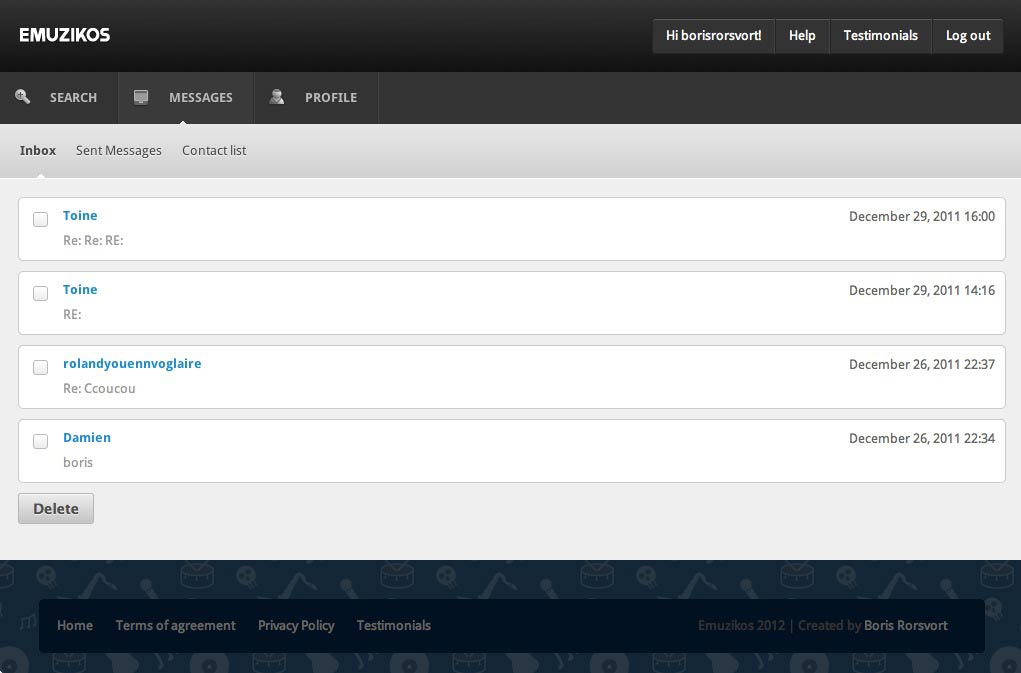 EMUZIKOS
Hi borisrorsvort! Help Testimonials Log out
SEARCH MESSAGES PROFILE
Inbox Sent Messages Contact list
Toine December 29, 2011 16:00
Re: Re: RE:
Toine December 29, 2011 14:16
RE:
rolandyouennvoglaire December 26, 2011 22:37
Re: Ccoucou
Damien December 26, 2011 22:34
boris
Delete
Home Terms of agreement Privacy Policy Testimonials Emuzikos 2012 | Created by Boris Rorsvort